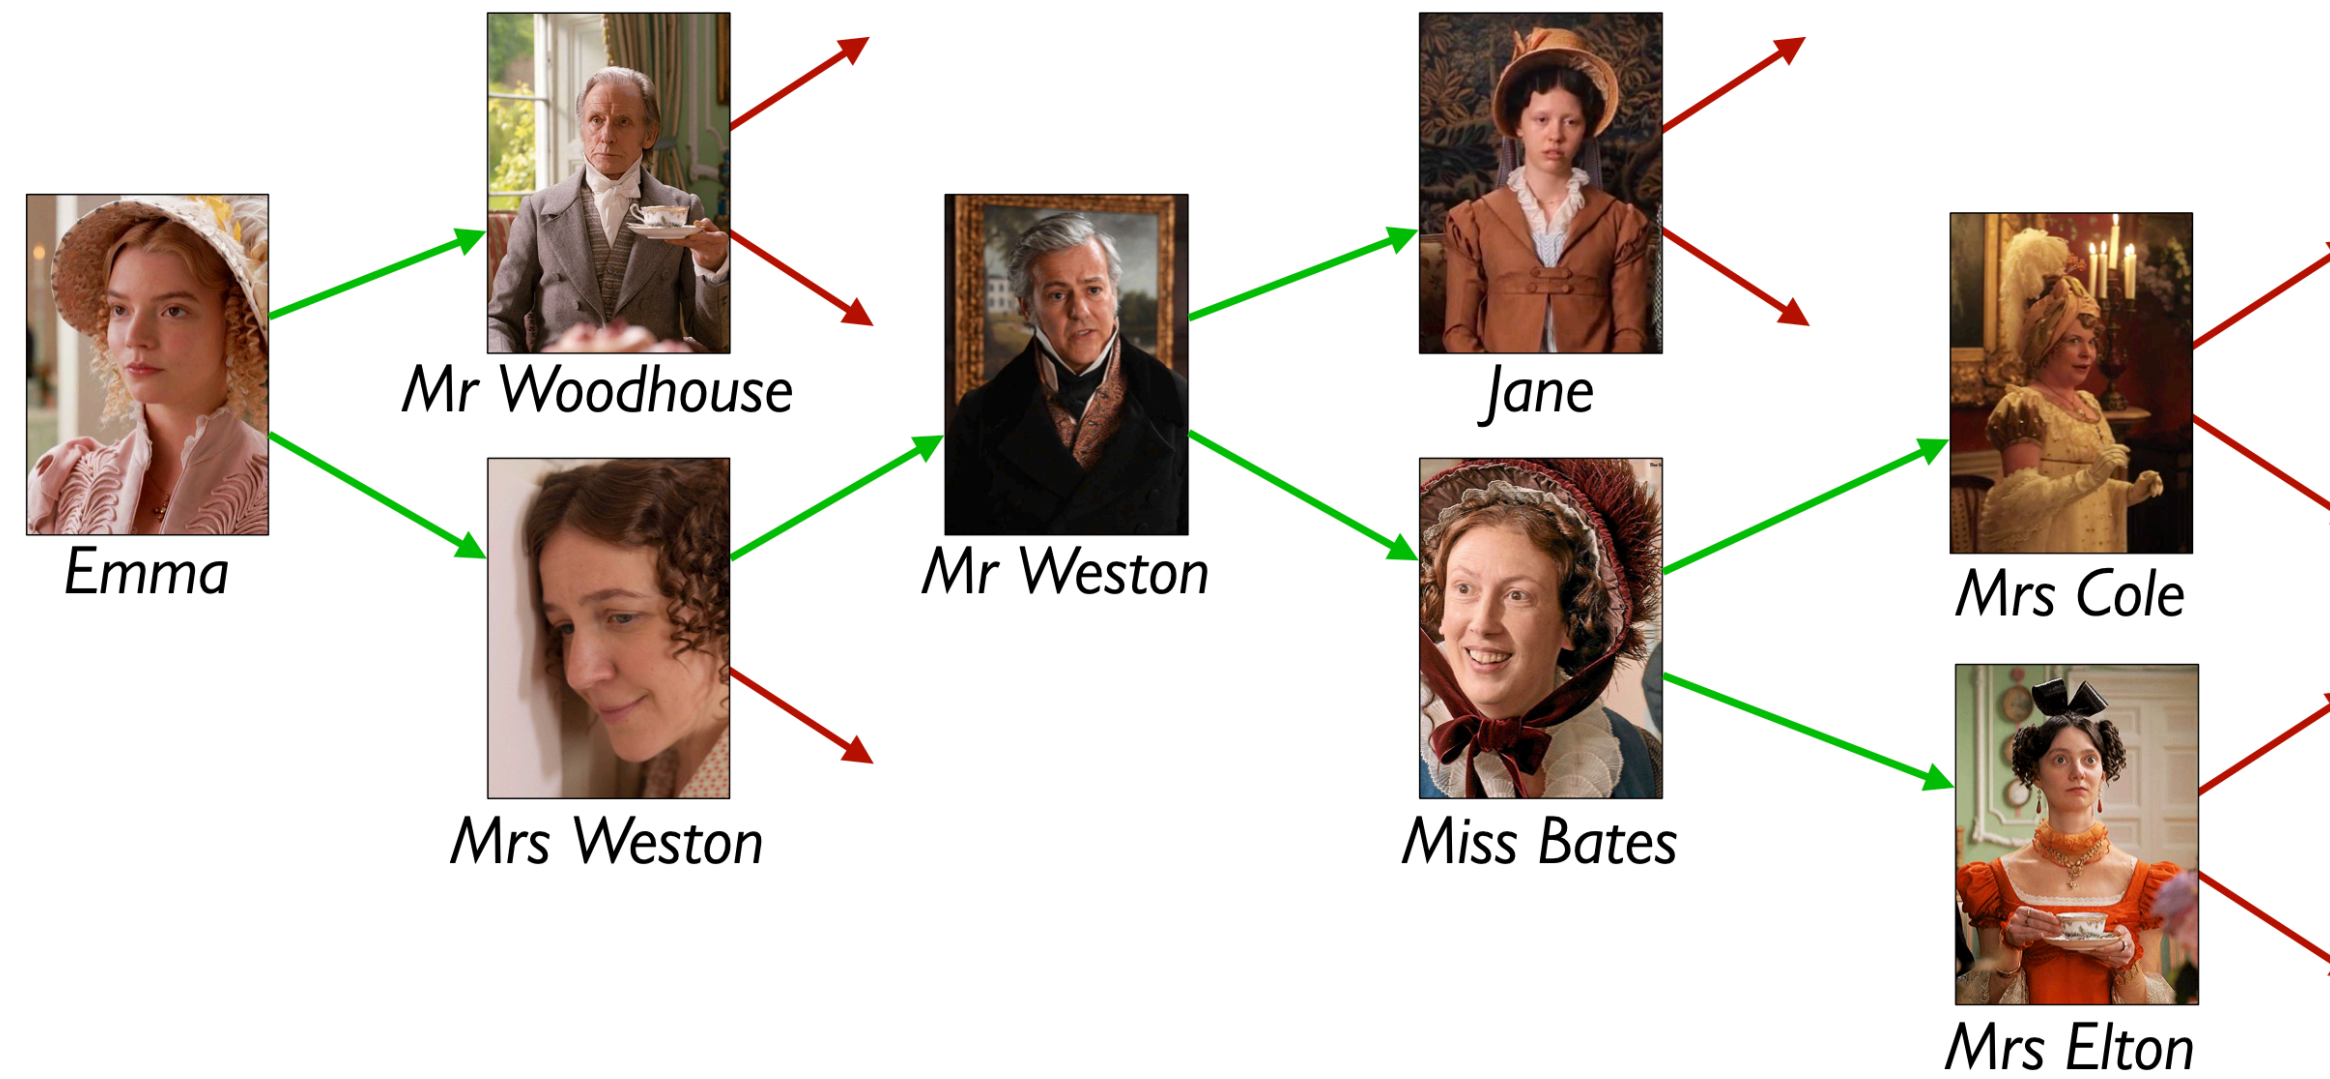 Emma
Mr Woodhouse
Mrs Weston
Mr Weston
Jane
Miss Bates
Mrs Cole
Mrs Elton